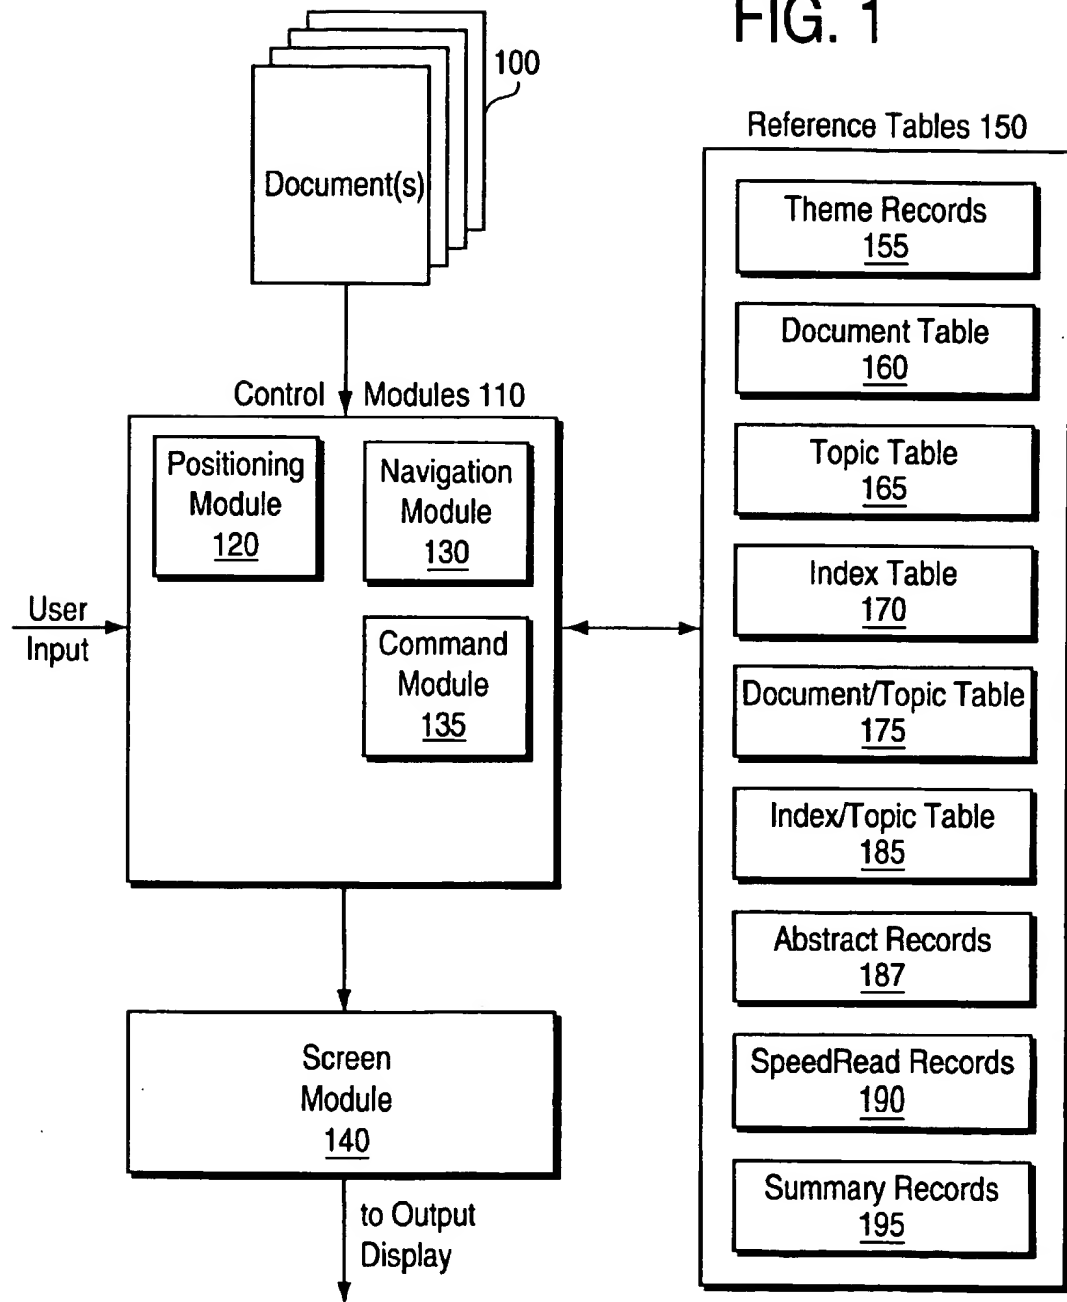 FIG. 1
100
Document(s)
Control Modules 110
Positioning
Module
120
Navigation
Module
130
Command
Module
135
User
Input
Screen
Module
140
to Output
Display
Reference Tables 150
Theme Records
155
Document Table
160
Topic Table
165
Index Table
170
Document/Topic Table
175
Index/Topic Table
185
Abstract Records
187
SpeedRead Records
190
Summary Records
195